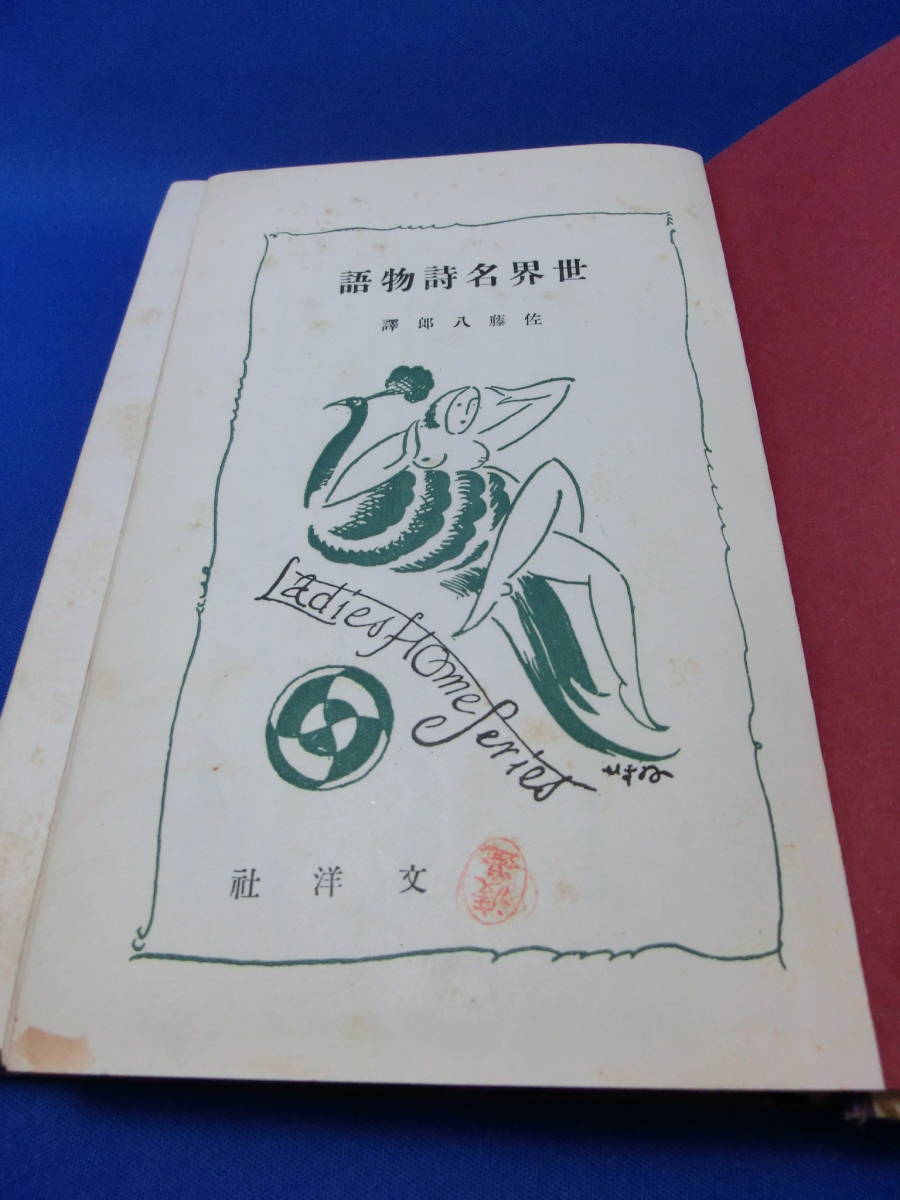 世界名詩物語
佐藤八郎譯
Ladies Home Series
文洋社